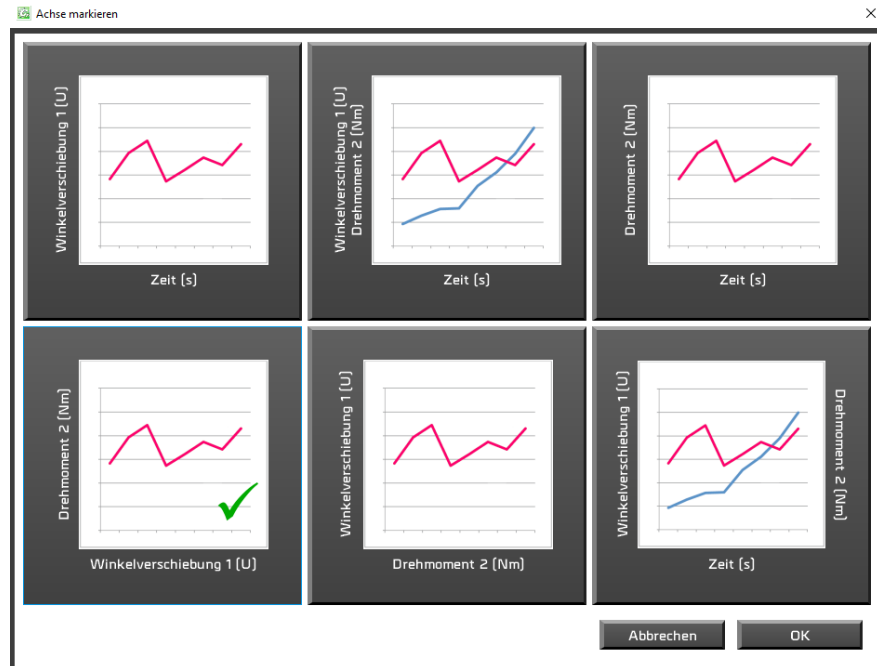 Achse markieren
Winkelverschiebung 1 (U)
Zeit (s)
Winkelverschiebung 1 (U)
Drehmoment 2 (Nm)
Zeit (s)
Drehmoment 2 (Nm)
Zeit (s)
Drehmoment 2 (Nm)
Winkelverschiebung 1 (U)
Winkelverschiebung 1 (U)
Drehmoment 2 (Nm)
Winkelverschiebung 1 (U)
Drehmoment 2 (Nm)
Zeit (s)
Abbrechen
OK